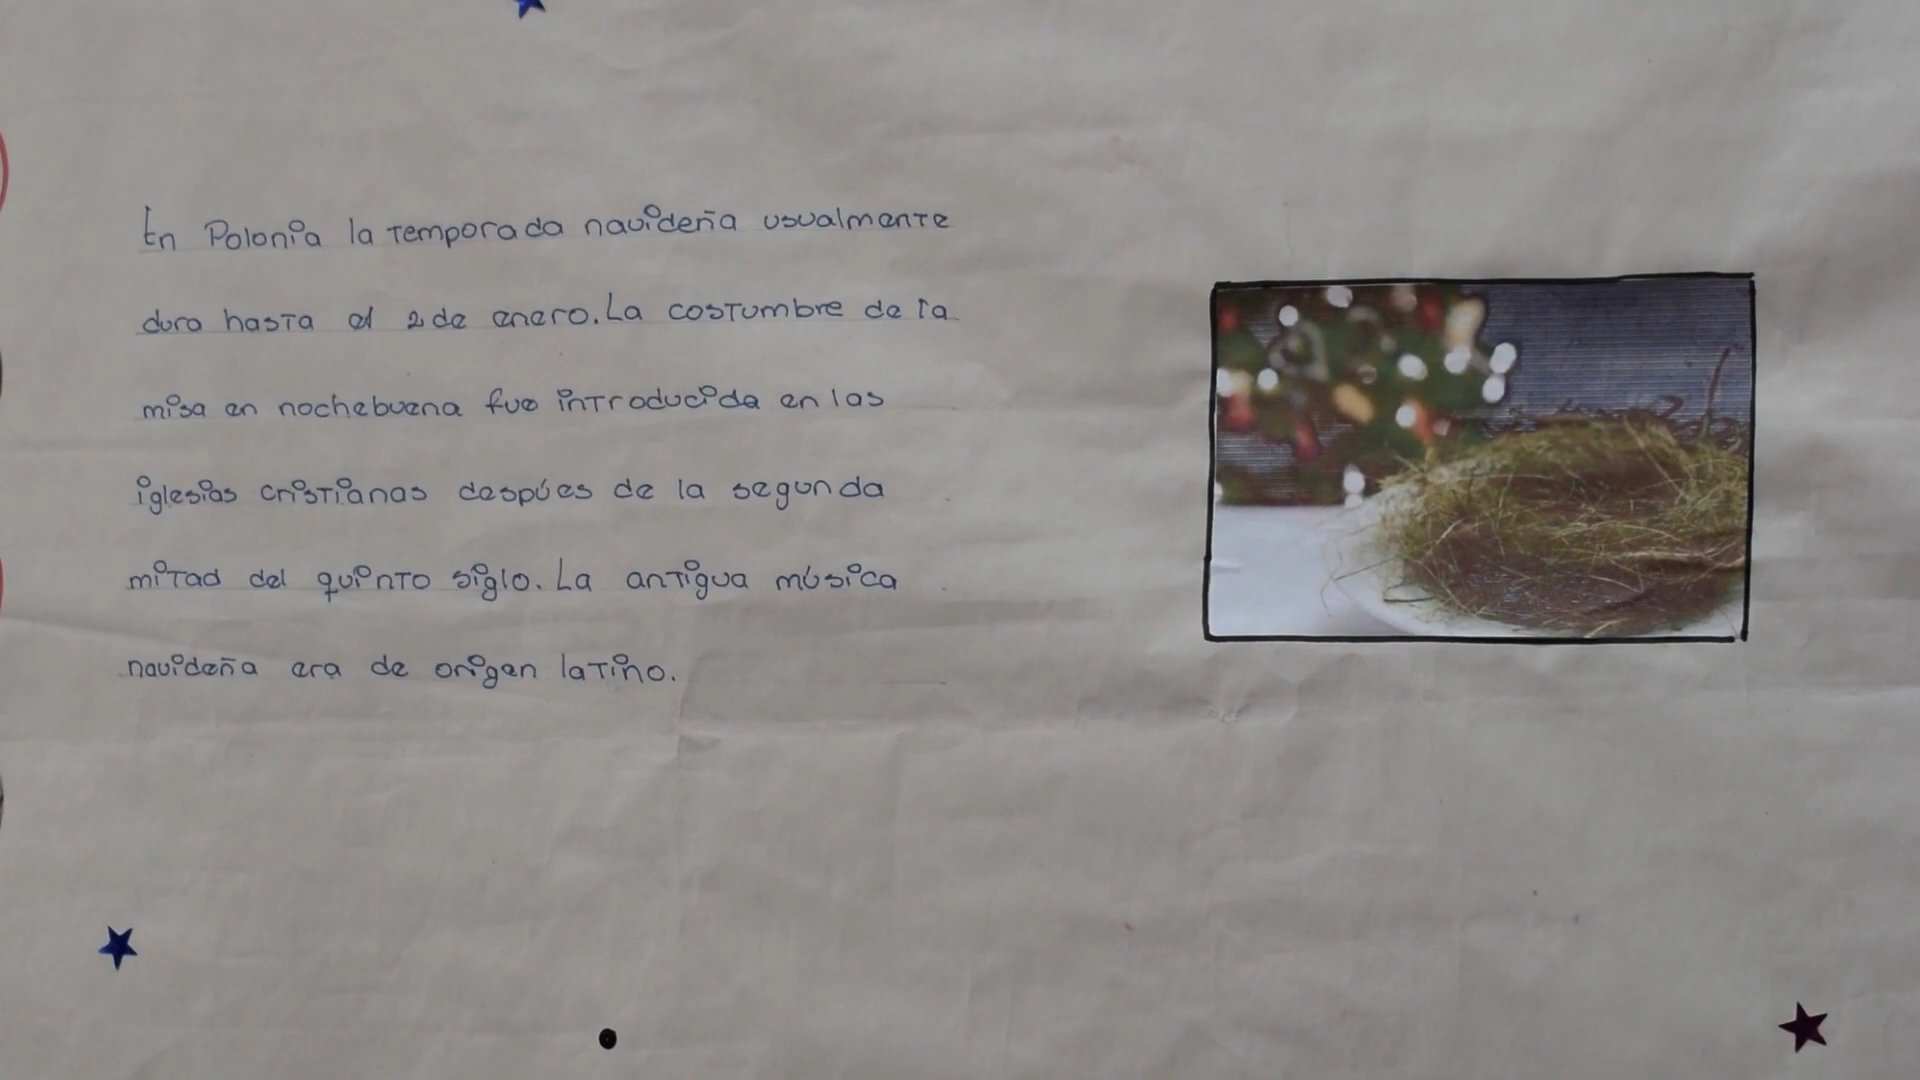 En Polonia la temporada navideña usualmente
dura hasta el 2 de enero. La costumbre de la
misa en nochebuena fue introducida en las
iglesias cristianas despúes de la segunda
mitad del quinto siglo. La antigua música
navideña era de origen latino.